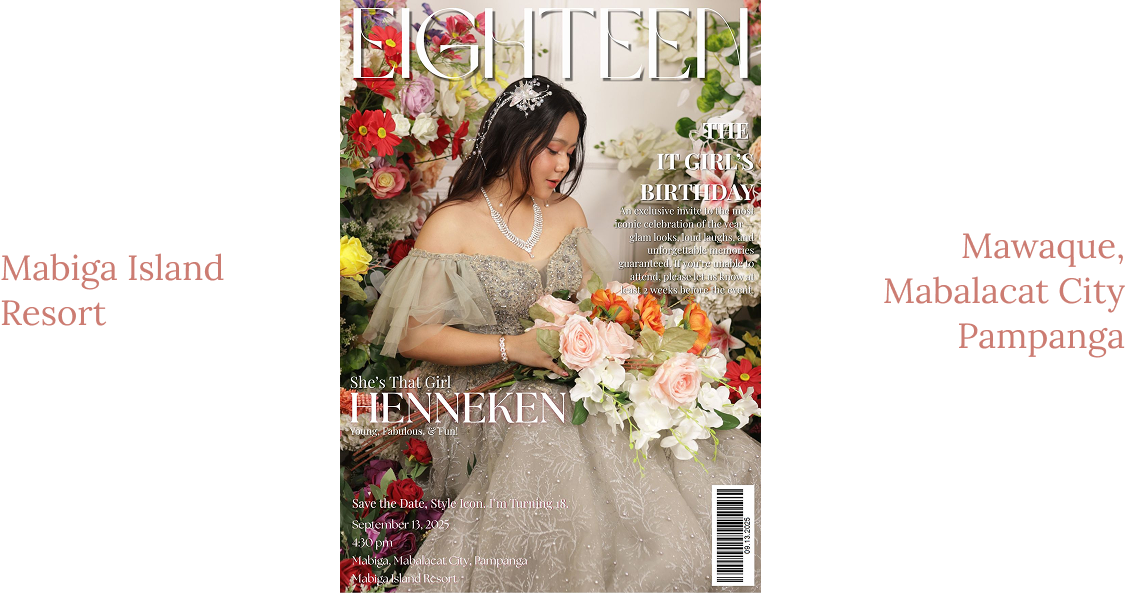 EIGHTEEN
THE
IT GIRL'S
BIRTHDAY
An exclusive invite to the most
iconic celebration of the year—
glam looks, loud laughs, and
unforgettable memories
guaranteed. If you're unable to
attend, please let us know at
least 2 weeks before the event.
Mabiga Island
Resort
Mawaque,
Mabalacat City
Pampanga
She's That Girl
HENNEKEN
Young, Fabulous, & Fun!
Save the Date, Style Icon. I'm Turning 18.
September 13, 2025
4:30 pm
Mabiga, Mabalacat City, Pampanga
Mabiga Island Resort
09.13.2025